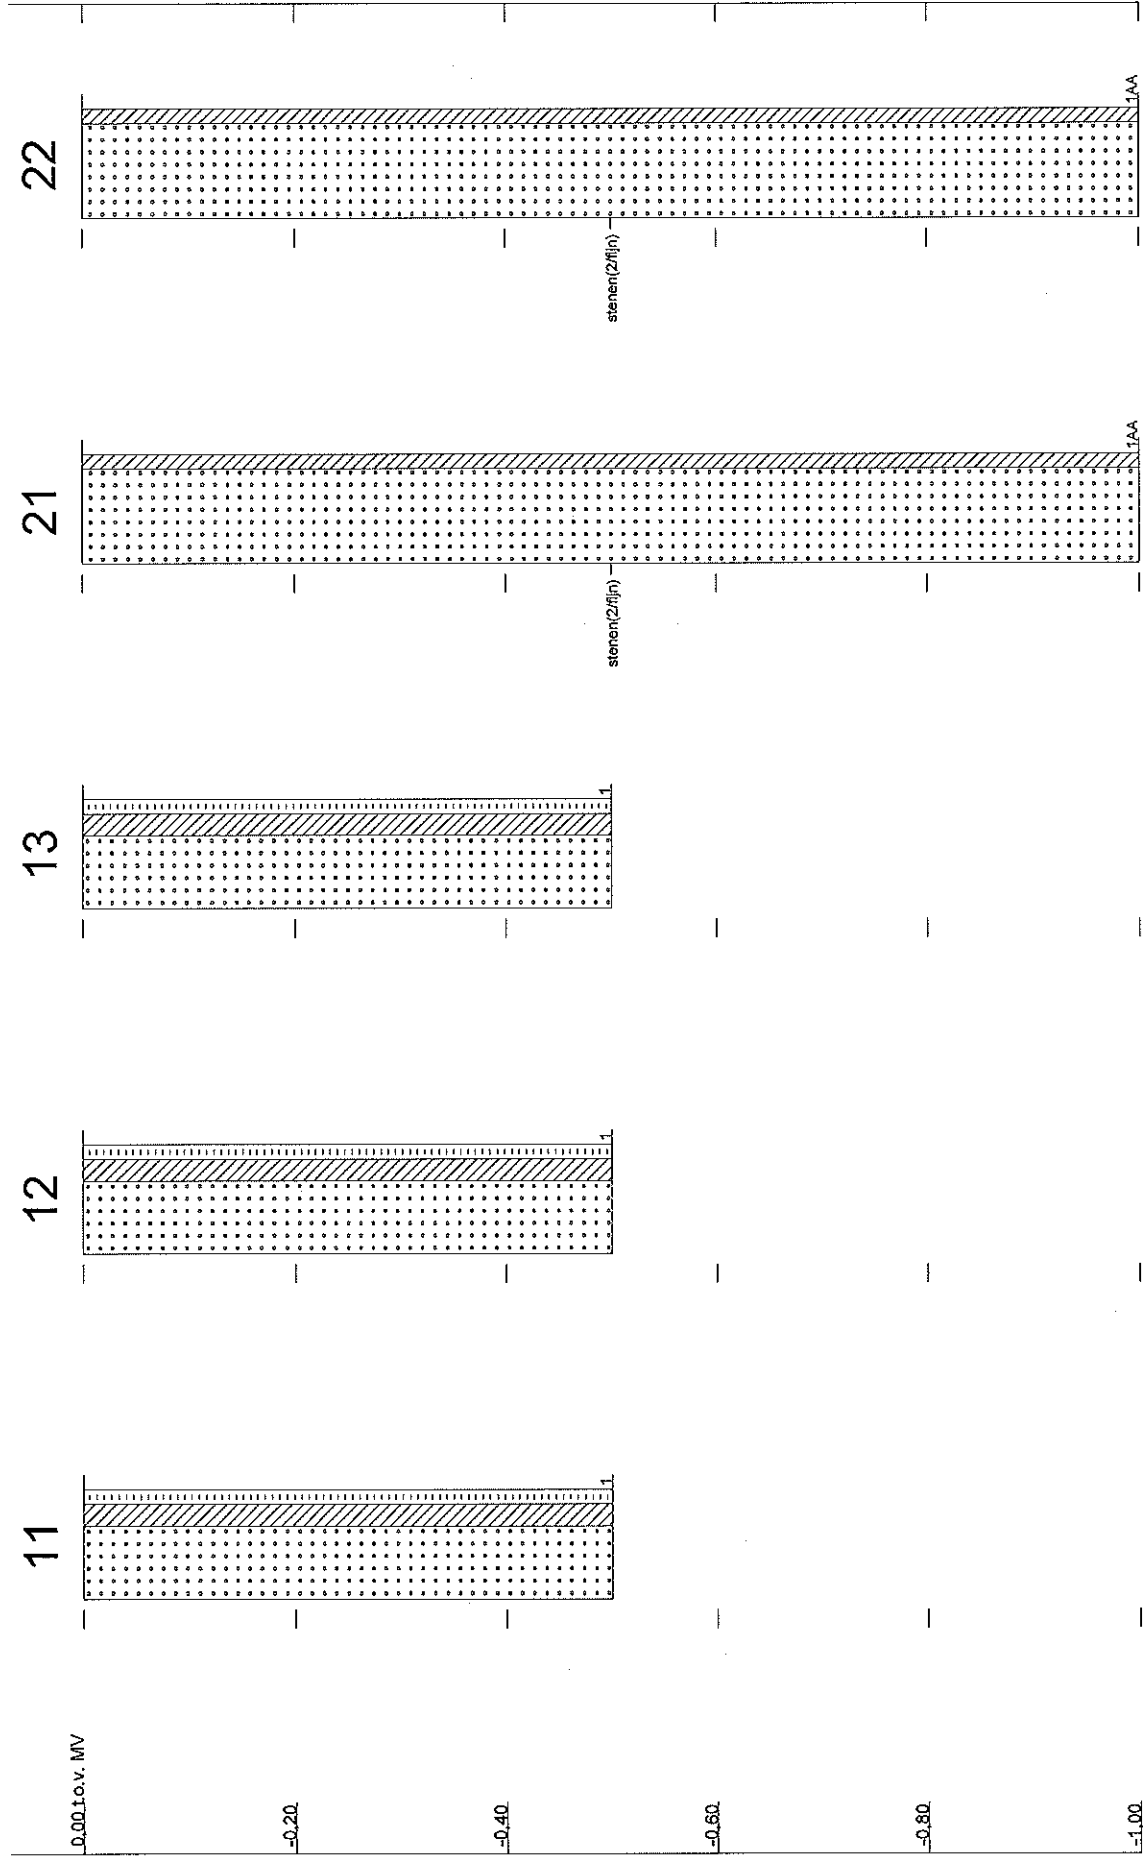 11
12
13
21
22
0,00 t.o.v. MV
-0,20
-0,40
stenen(2/fijn)
stenen(2/fijn)
1
1
1
-0,60
-0,80
-1,00
1AA
1AA